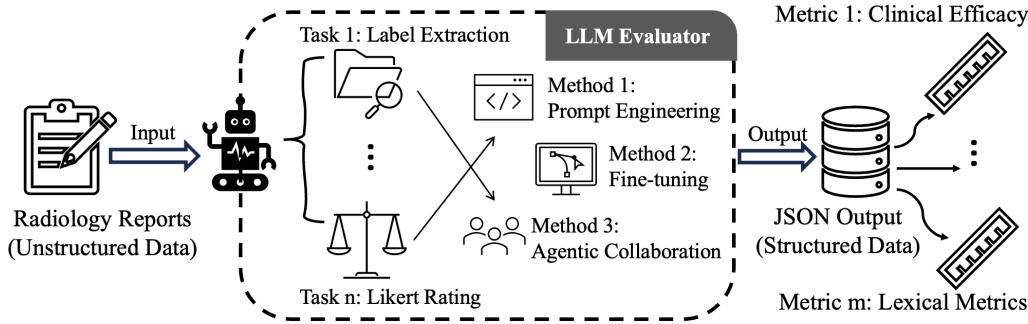 Metric 1: Clinical Efficacy
Task 1: Label Extraction
LLM Evaluator
Method 1:
Prompt Engineering
</>
Input
Output
Method 2:
Fine-tuning
Radiology Reports
(Unstructured Data)
Method 3:
Agentic Collaboration
JSON Output
(Structured Data)
Task n: Likert Rating
Metric m: Lexical Metrics